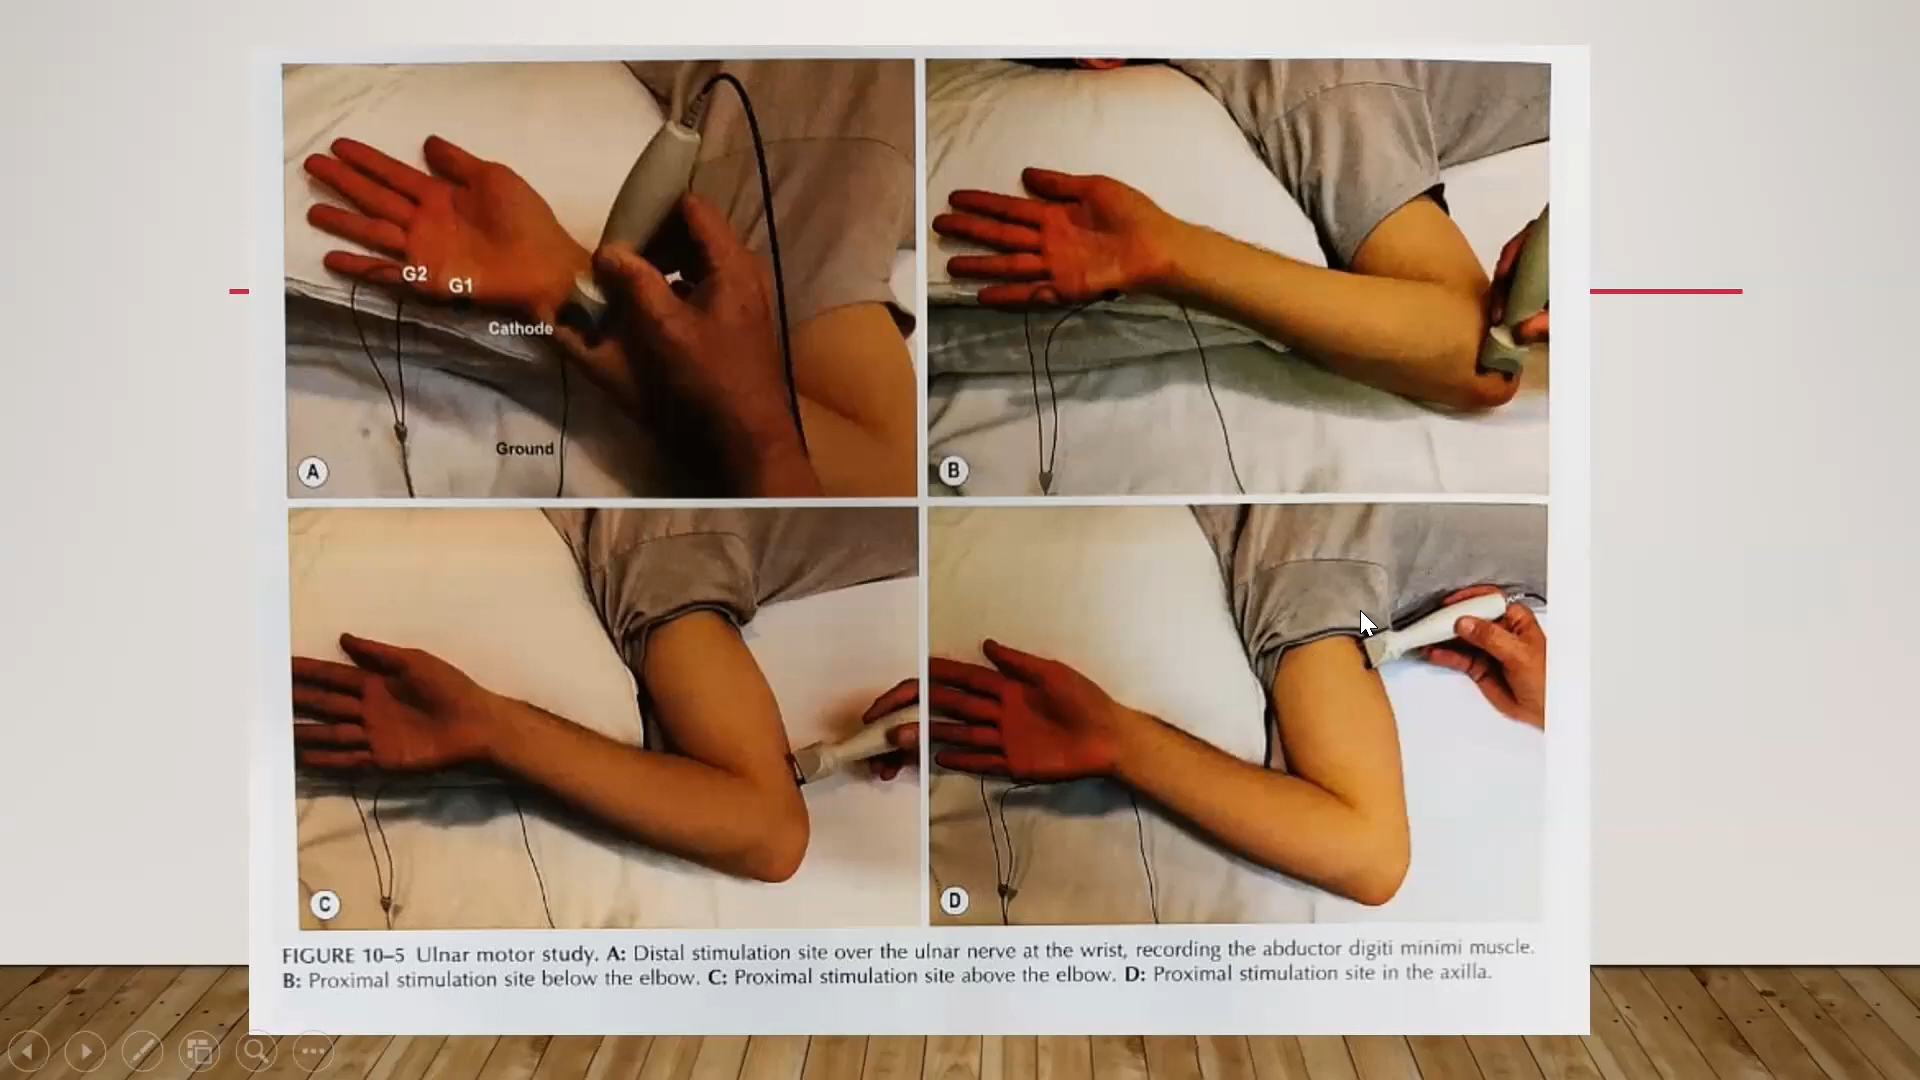 G2
G1
Cathode
Ground
A
B
C
D
FIGURE 10–5 Ulnar motor study. A: Distal stimulation site over the ulnar nerve at the wrist, recording the abductor digiti minimi muscle.
B: Proximal stimulation site below the elbow. C: Proximal stimulation site above the elbow. D: Proximal stimulation site in the axilla.